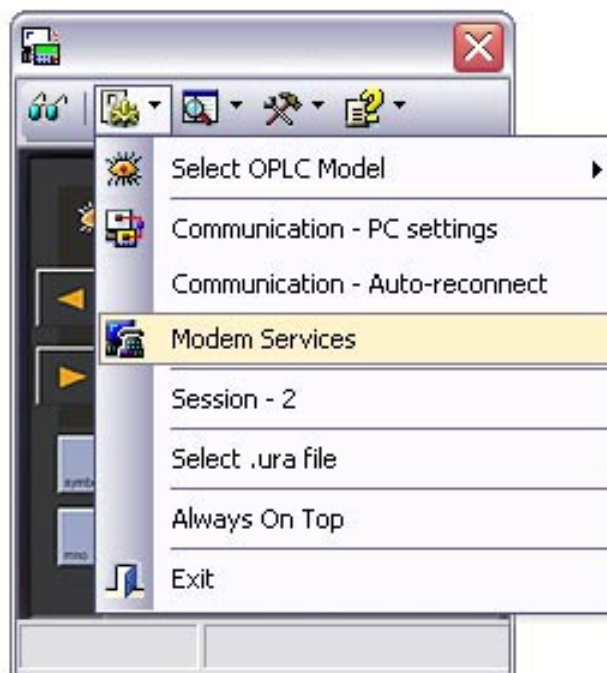 Select OPLC Model
Communication - PC settings
Communication - Auto-reconnect
Modem Services
Session - 2
Select .ura file
Always On Top
Exit
mno